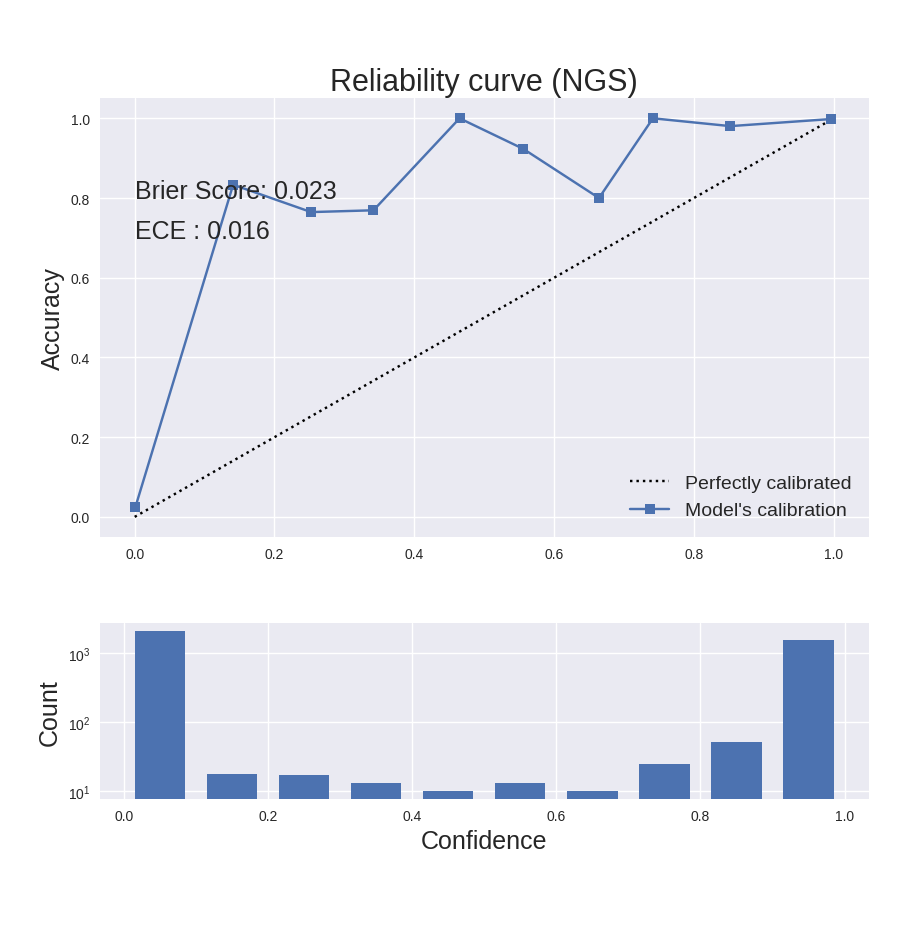 Reliability curve (NGS)
1.0
0.8
0.6
0.4
0.2
0.0
Accuracy
Brier Score: 0.023
ECE : 0.016
Perfectly calibrated
Model's calibration
0.0 0.2 0.4 0.6 0.8 1.0
10³
10²
10¹
Count
0.0 0.2 0.4 0.6 0.8 1.0
Confidence